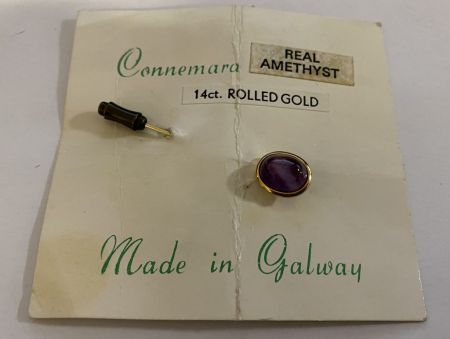 Connemara
REAL
AMETHYST
14ct. ROLLED GOLD
Made in Galway